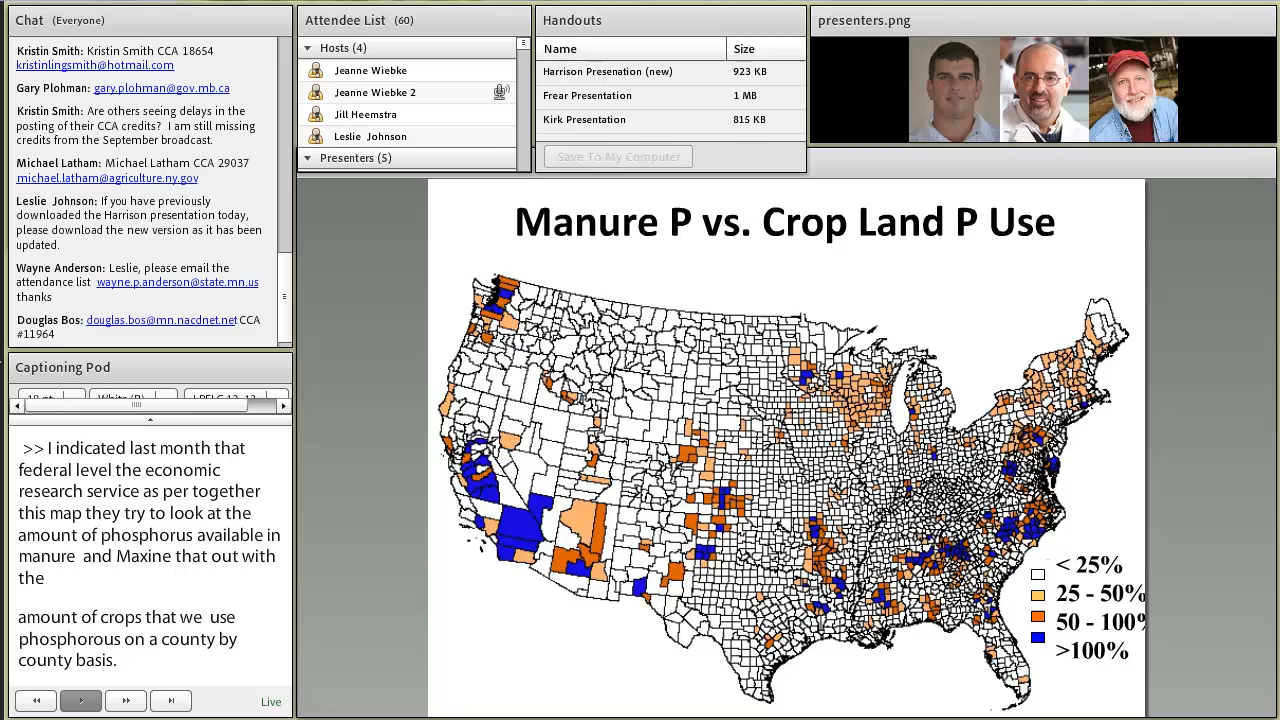 Chat (Everyone)
Kristin Smith: Kristin Smith CCA 18654
kristinlingsmith@hotmail.com
Gary Plohman: gary.plohman@gov.mb.ca
Kristin Smith: Are others seeing delays in the
posting of their CCA credits? I am still missing
credits from the September broadcast.
Michael Latham: Michael Latham CCA 29037
michael.latham@agriculture.ny.gov
Leslie Johnson: If you have previously
downloaded the Harrison presentation today,
please download the new version as it has been
updated.
Wayne Anderson: Leslie, please email the
attendance list wayne.p.anderson@state.mn.us
thanks
Douglas Bos: douglas.bos@mn.nacdnet.net CCA
#11964
Captioning Pod
>> I indicated last month that
federal level the economic
research service as per together
this map they try to look at the
amount of phosphorus available in
manure and Maxine that out with
the
amount of crops that we use
phosphorous on a county by
county basis.
Live
Attendee List (60)
Hosts (4)
Jeanne Wiebke
Jeanne Wiebke 2
Jill Heemstra
Leslie Johnson
Presenters (5)
Handouts
Name Size
Harrison Presenation (new) 923 KB
Frear Presentation 1 MB
Kirk Presentation 815 KB
Save To My Computer
presenters.png
Manure P vs. Crop Land P Use
< 25%
25 - 50%
50 - 100%
>100%